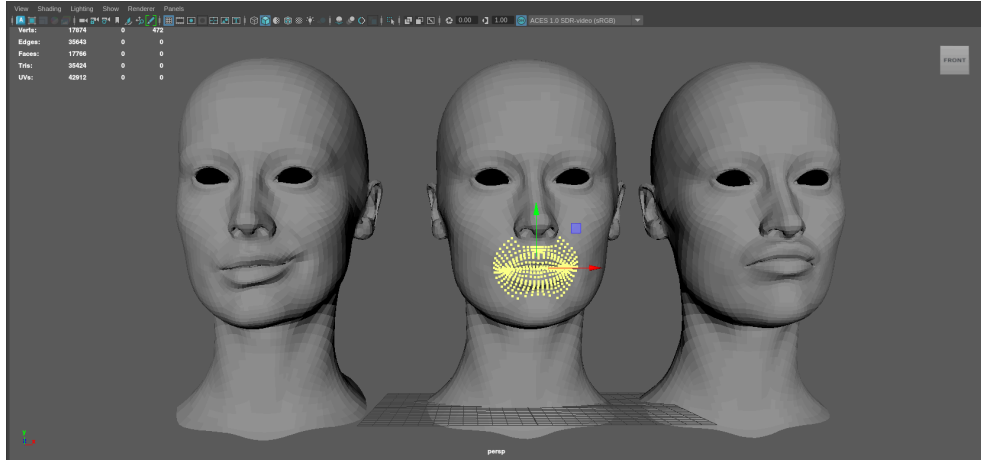 View Shading Lighting Show Renderer Panels
0.00 1.00 ACES 1.0 SDR-video (sRGB)
Verts: 17674 0 472
Edges: 35643 0 0
Faces: 17766 0 0
Tris: 35424 0 0
UVs: 42912 0 0
FRONT
y
persp